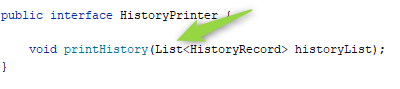 public interface HistoryPrinter {
void printHistory(List<HistoryRecord> historyList);
}